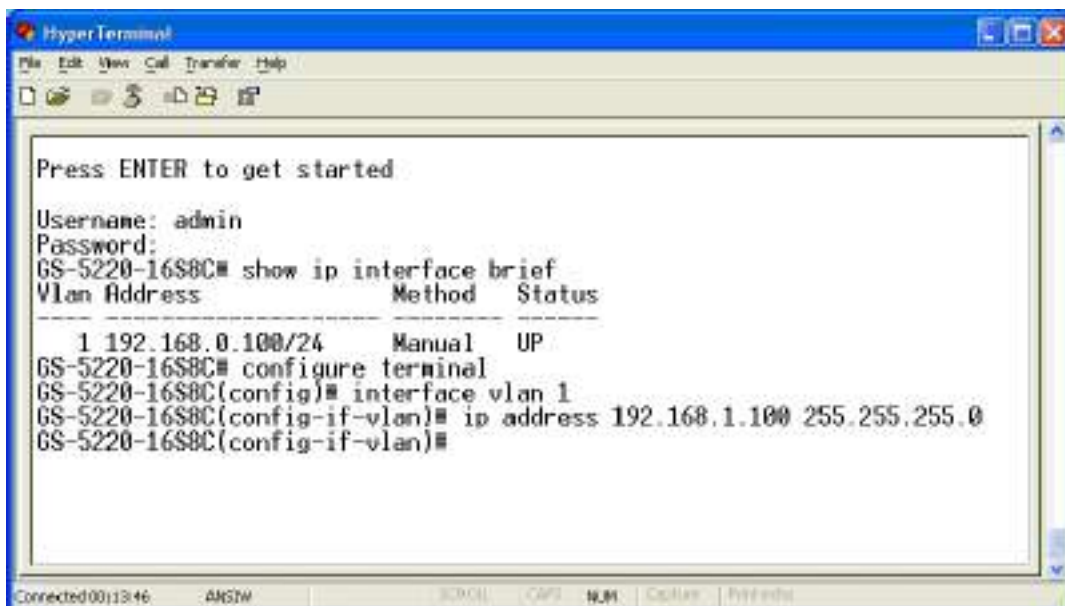 HyperTerminal
File Edit View Call Transfer Help
Press ENTER to get started
Username: admin
Password:
GS-5220-16S8C# show ip interface brief
Vlan Address Method Status
---- -------------------- -------- ------
1 192.168.0.100/24 Manual UP
GS-5220-16S8C# configure terminal
GS-5220-16S8C(config)# interface vlan 1
GS-5220-16S8C(config-if-vlan)# ip address 192.168.1.100 255.255.255.0
GS-5220-16S8C(config-if-vlan)#
Connected 00:13:46 ANSIW SCROLL CAPS NUM Capture Print echo